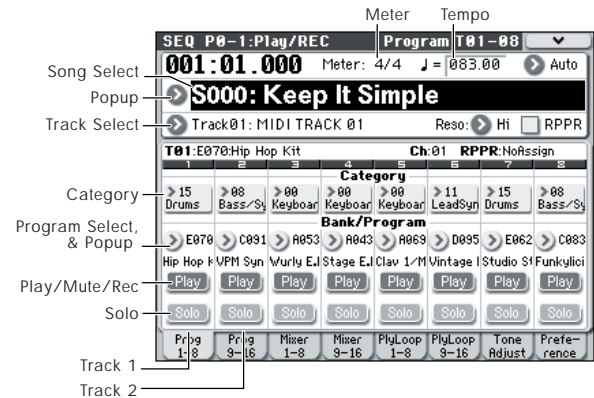 Meter Tempo
SEQ P0-1:Play/REC Program T01-08
001:01.000 Meter: 4/4 ♩= 083.00 Auto
Song Select
S000: Keep It Simple
Popup
Track Select
Track01: MIDI TRACK 01 Reso: Hi RPPR
T01:E070:Hip Hop Kit Ch:01 RPPR:NoAssign
1 2 3 4 5 6 7 8
Category
Category
15 08 00 00 00 11 15 08
Drums Bass/Sy Keyboar Keyboar Keyboar LeadSyn Drums Bass/Sy
Bank/Program
Program Select,
& Popup
E070 C091 A053 A043 A069 D095 E062 C083
Hip Hop K VPM Syn Wurly E.P Stage E.P Clav 1/M Vintage Studio St Funkylici
Play/Mute/Rec
Play Play Play Play Play Play Play Play
Solo
Solo Solo Solo Solo Solo Solo Solo Solo
Prog 1-8 Prog 9-16 Mixer 1-8 Mixer 9-16 PlyLoop 1-8 PlyLoop 9-16 Tone Adjust Prefe-rence
Track 1
Track 2